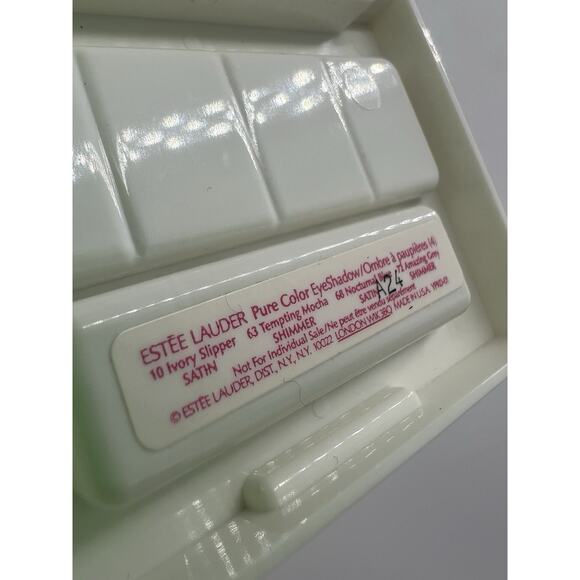 ESTĒE LAUDER Pure Color EyeShadow/Ombre à paupières (4)
10 Ivory Slipper 63 Tempting Mocha 66 Nocturnal Amazing Grey
SATIN SHIMMER SATIN SHIMMER
A24
Not For Individual Sale/Ne peut être vendu séparément
© ESTĒE LAUDER, DIST., N.Y., N.Y. 10022 LONDON W1K 3BQ MADE IN U.S.A.